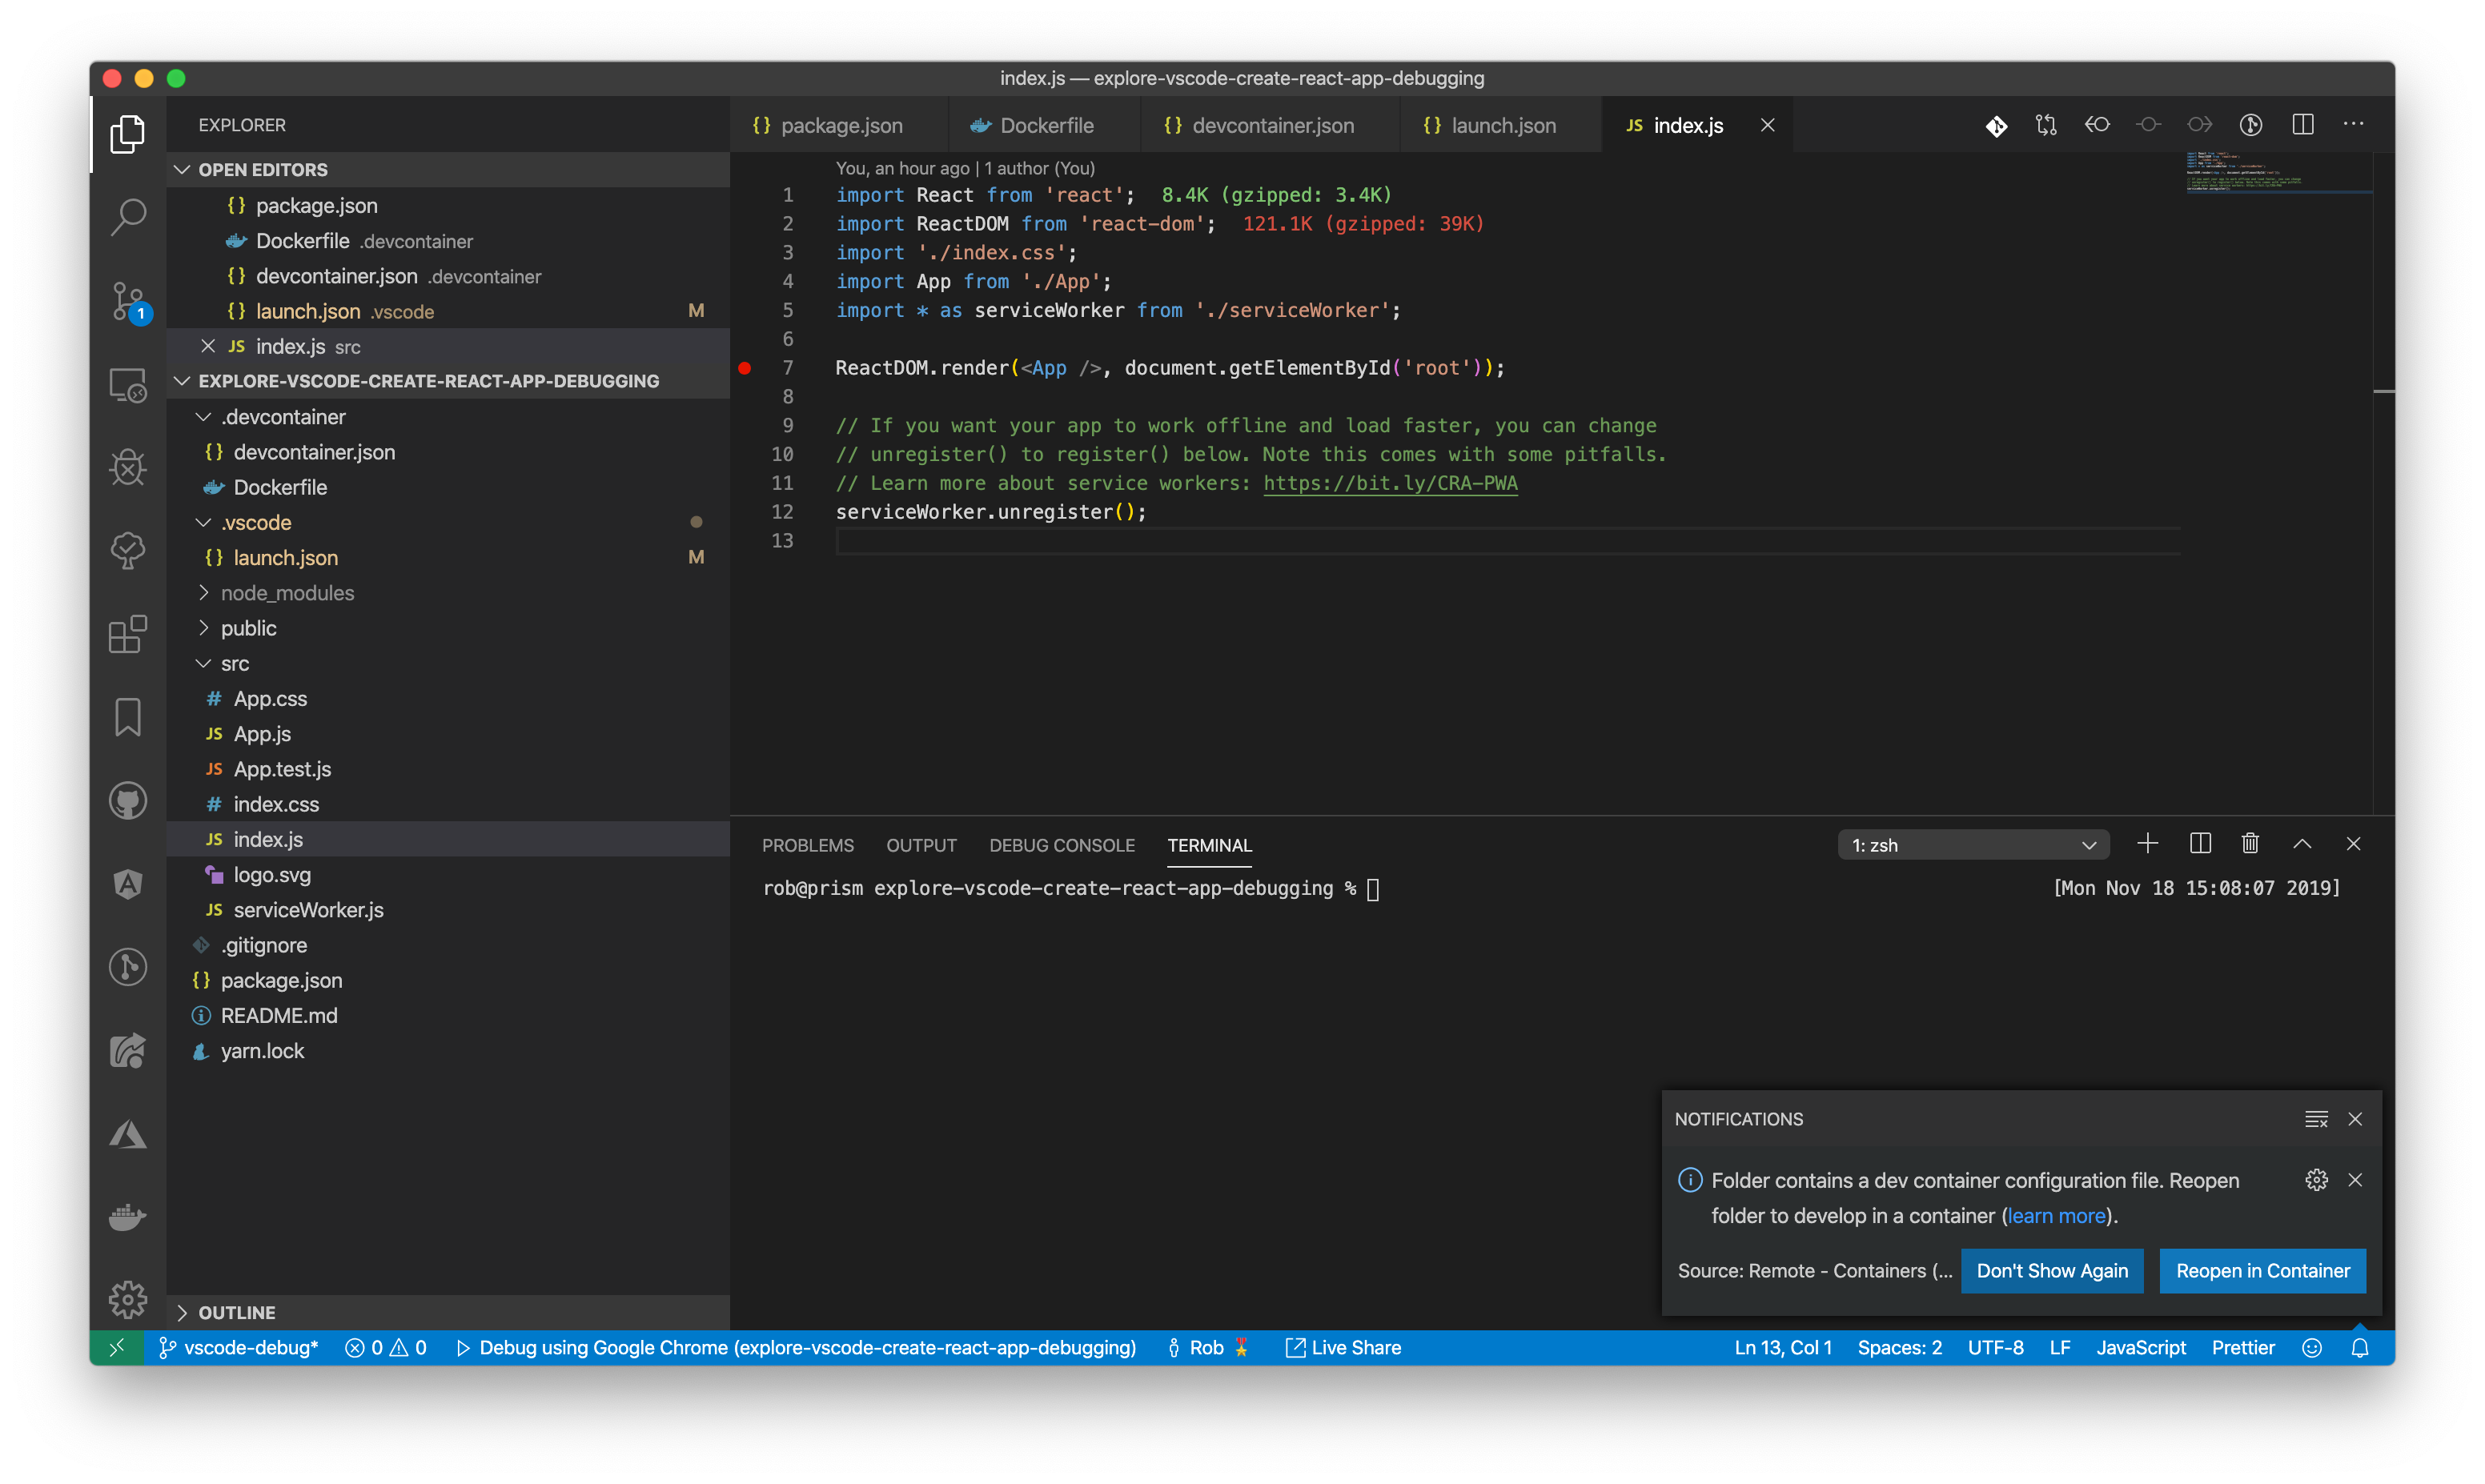 index.js — explore-vscode-create-react-app-debugging
EXPLORER
OPEN EDITORS
{} package.json
Dockerfile .devcontainer
{} devcontainer.json .devcontainer
{} launch.json .vscode M
JS index.js src
EXPLORE-VSCODE-CREATE-REACT-APP-DEBUGGING
.devcontainer
{} devcontainer.json
Dockerfile
.vscode
{} launch.json M
node_modules
public
src
# App.css
JS App.js
JS App.test.js
# index.css
JS index.js
logo.svg
JS serviceWorker.js
.gitignore
{} package.json
README.md
yarn.lock
OUTLINE
1
{} package.json Dockerfile {} devcontainer.json {} launch.json JS index.js
You, an hour ago | 1 author (You)
1 import React from 'react'; 8.4K (gzipped: 3.4K)
2 import ReactDOM from 'react-dom'; 121.1K (gzipped: 39K)
3 import './index.css';
4 import App from './App';
5 import * as serviceWorker from './serviceWorker';
6
7 ReactDOM.render(<App />, document.getElementById('root'));
8
9 // If you want your app to work offline and load faster, you can change
10 // unregister() to register() below. Note this comes with some pitfalls.
11 // Learn more about service workers: https://bit.ly/CRA-PWA
12 serviceWorker.unregister();
13
PROBLEMS OUTPUT DEBUG CONSOLE TERMINAL 1: zsh
rob@prism explore-vscode-create-react-app-debugging % [Mon Nov 18 15:08:07 2019]
NOTIFICATIONS
Folder contains a dev container configuration file. Reopen
folder to develop in a container (learn more).
Source: Remote - Containers (... Don't Show Again Reopen in Container
vscode-debug* 0 0 Debug using Google Chrome (explore-vscode-create-react-app-debugging) Rob Live Share Ln 13, Col 1 Spaces: 2 UTF-8 LF JavaScript Prettier